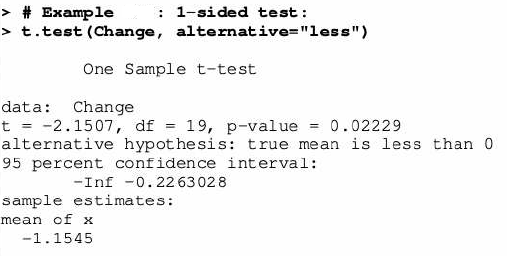 > # Example : 1-sided test:
> t.test(Change, alternative="less")
One Sample t-test
data: Change
t = -2.1507, df = 19, p-value = 0.02229
alternative hypothesis: true mean is less than 0
95 percent confidence interval:
-Inf -0.2263028
sample estimates:
mean of x
-1.1545